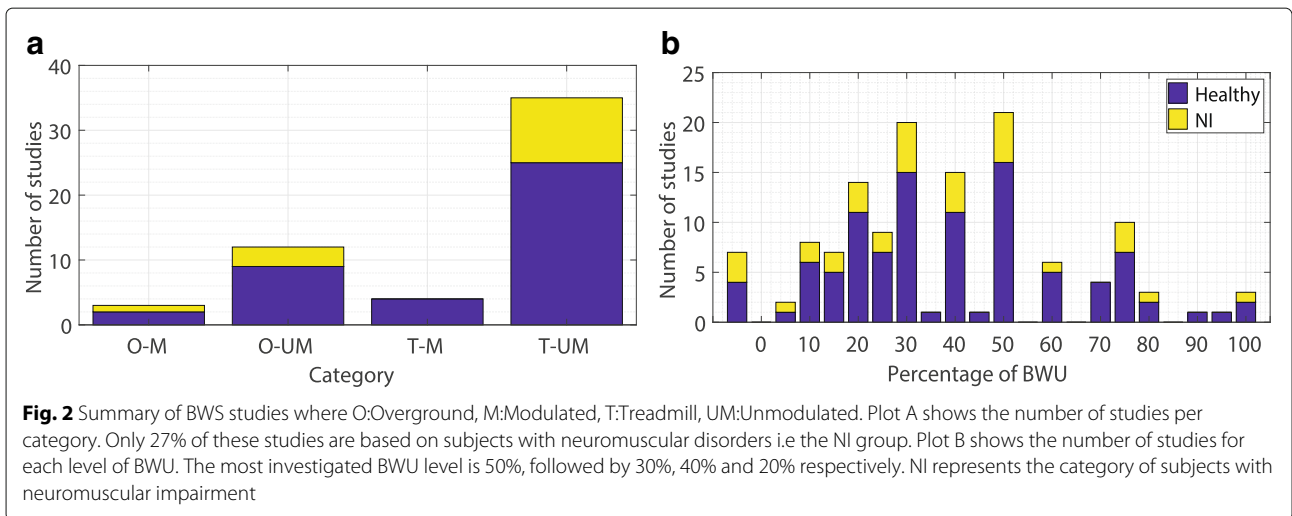 a
40
30
20
10
0
Number of studies
O-M O-UM T-M T-UM
Category
b
25
20
15
10
5
0
Number of studies
Healthy
NI
0 10 20 30 40 50 60 70 80 90 100
Percentage of BWU
Fig. 2 Summary of BWS studies where O:Overground, M:Modulated, T:Treadmill, UM:Unmodulated. Plot A shows the number of studies per
category. Only 27% of these studies are based on subjects with neuromuscular disorders i.e the NI group. Plot B shows the number of studies for
each level of BWU. The most investigated BWU level is 50%, followed by 30%, 40% and 20% respectively. NI represents the category of subjects with
neuromuscular impairment